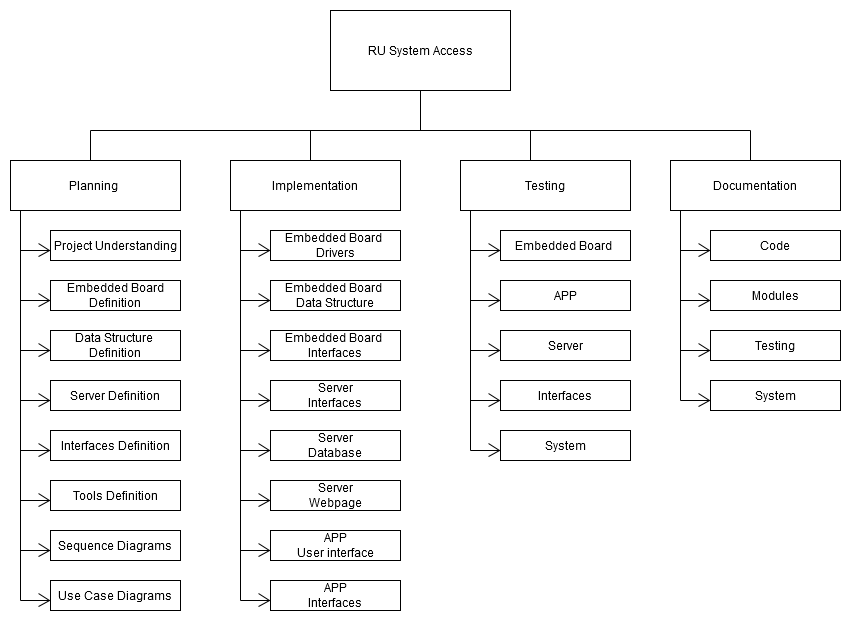 RU System Access
Planning
Implementation
Testing
Documentation
Project Understanding
Embedded Board
Definition
Data Structure
Definition
Server Definition
Interfaces Definition
Tools Definition
Sequence Diagrams
Use Case Diagrams
Embedded Board
Drivers
Embedded Board
Data Structure
Embedded Board
Interfaces
Server
Interfaces
Server
Database
Server
Webpage
APP
User interface
APP
Interfaces
Embedded Board
APP
Server
Interfaces
System
Code
Modules
Testing
System